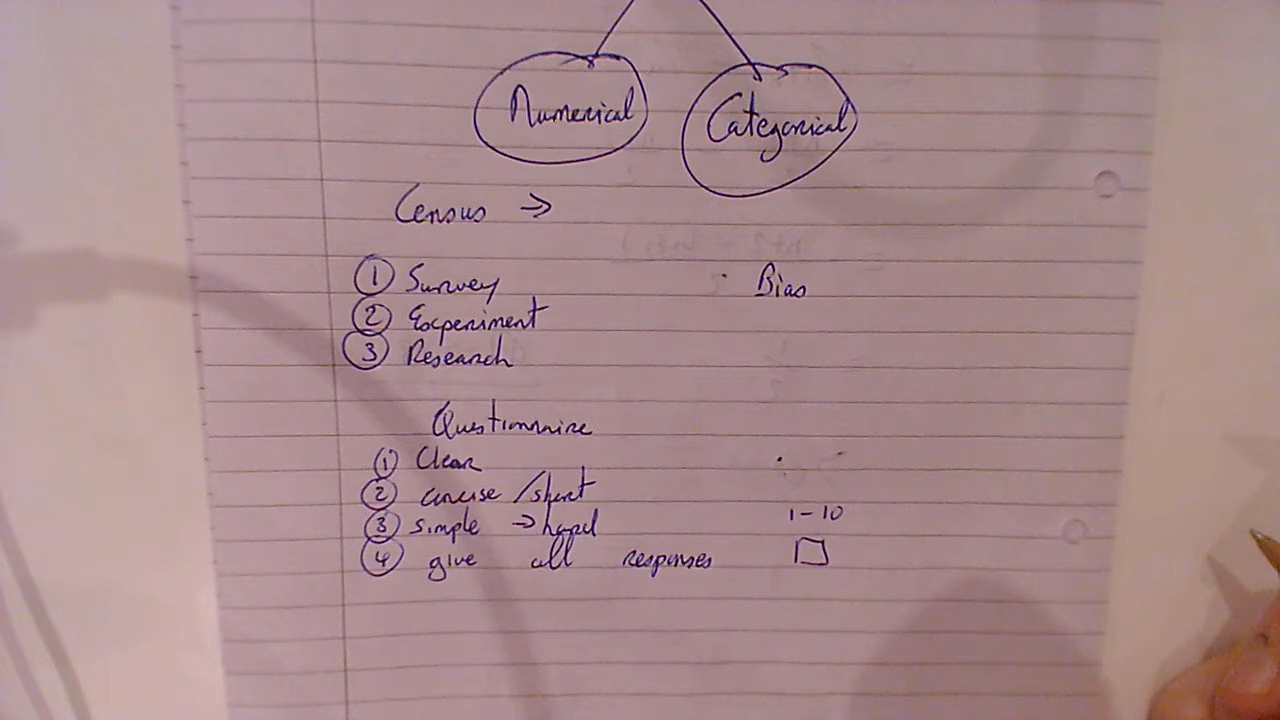 Numerical Categorical
Census →
① Survey Bias
② Experiment
③ Research
Questionnaire
① Clear
② concise / short
③ simple → hard
④ give all responses
1 - 10